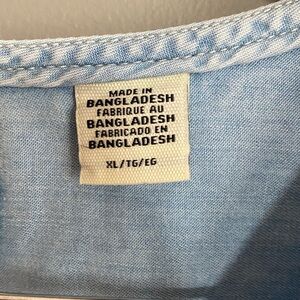 MADE IN
BANGLADESH
FABRIQUE AU
BANGLADESH
FABRICADO EN
BANGLADESH
XL/TG/EG